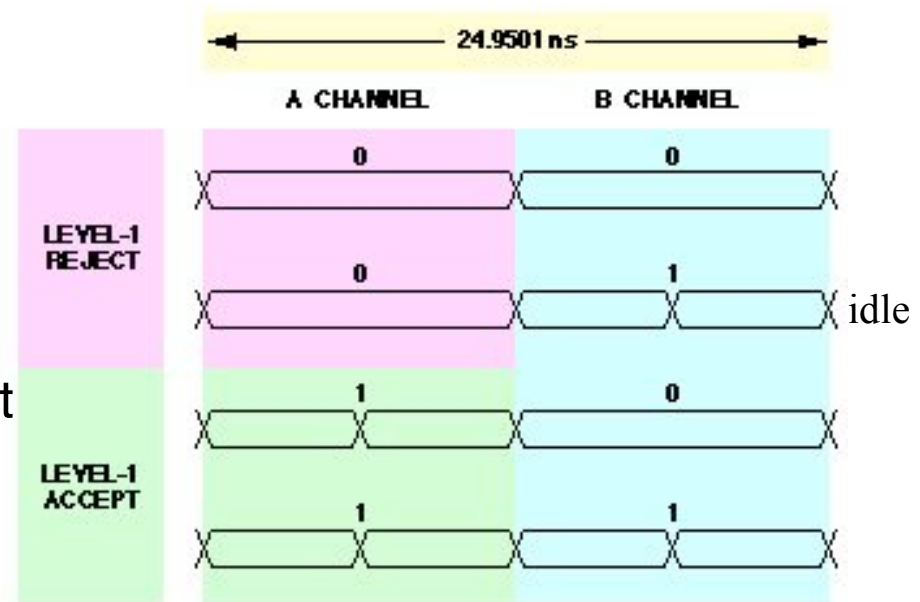 24.9501 ns
A CHANNEL B CHANNEL
0 0
LEVEL-1
REJECT
0 1
idle
t
1 0
LEVEL-1
ACCEPT
1 1